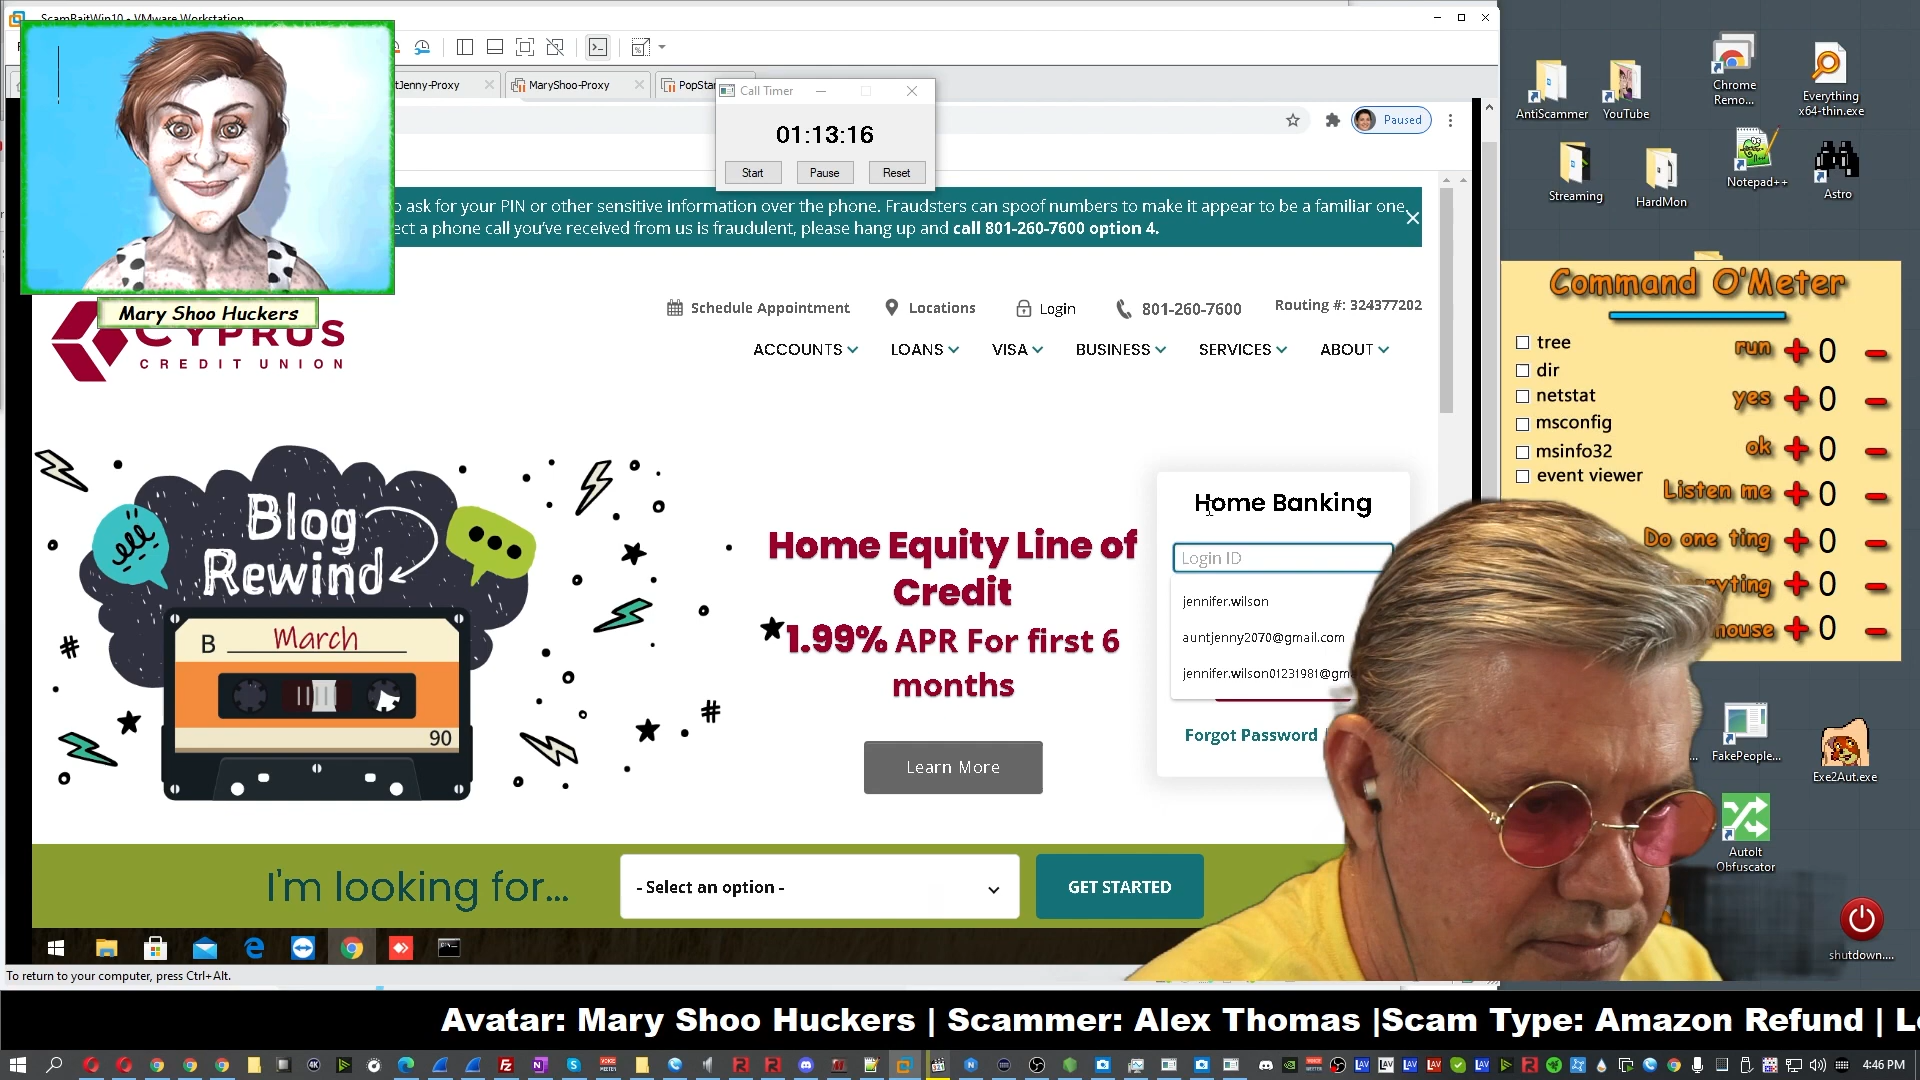 ScamBaitWin10 - VMware Workstation
tJenny-Proxy
MaryShoo-Proxy
Call Timer
01:13:16
Start
Pause
Reset
Paused
o ask for your PIN or other sensitive information over the phone. Fraudsters can spoof numbers to make it appear to be a familiar one.
ect a phone call you've received from us is fraudulent, please hang up and call 801-260-7600 option 4.
Mary Shoo Huckers
CYPRUS
CREDIT UNION
Schedule Appointment
Locations
Login
801-260-7600
Routing #: 324377202
ACCOUNTS
LOANS
VISA
BUSINESS
SERVICES
ABOUT
Blog
Rewind
B
March
90
Home Equity Line of
Credit
1.99% APR For first 6
months
Learn More
Home Banking
Login ID
jennifer.wilson
auntjenny2070@gmail.com
jennifer.wilson01231981@gma
Forgot Password
I'm looking for...
- Select an option -
GET STARTED
To return to your computer, press Ctrl+Alt.
AntiScammer
YouTube
Chrome
Remo...
Everything
x64-thin.exe
Streaming
HardMon
Notepad++
Astro
Command O'Meter
tree
dir
netstat
msconfig
msinfo32
event viewer
run + 0 -
yes + 0 -
ok + 0 -
Listen me + 0 -
Do one ting + 0 -
+ 0 -
mouse + 0 -
FakePeople...
Exe2Aut.exe
AutoIt
Obfuscator
shutdown....
Avatar: Mary Shoo Huckers | Scammer: Alex Thomas |Scam Type: Amazon Refund |
4:46 PM